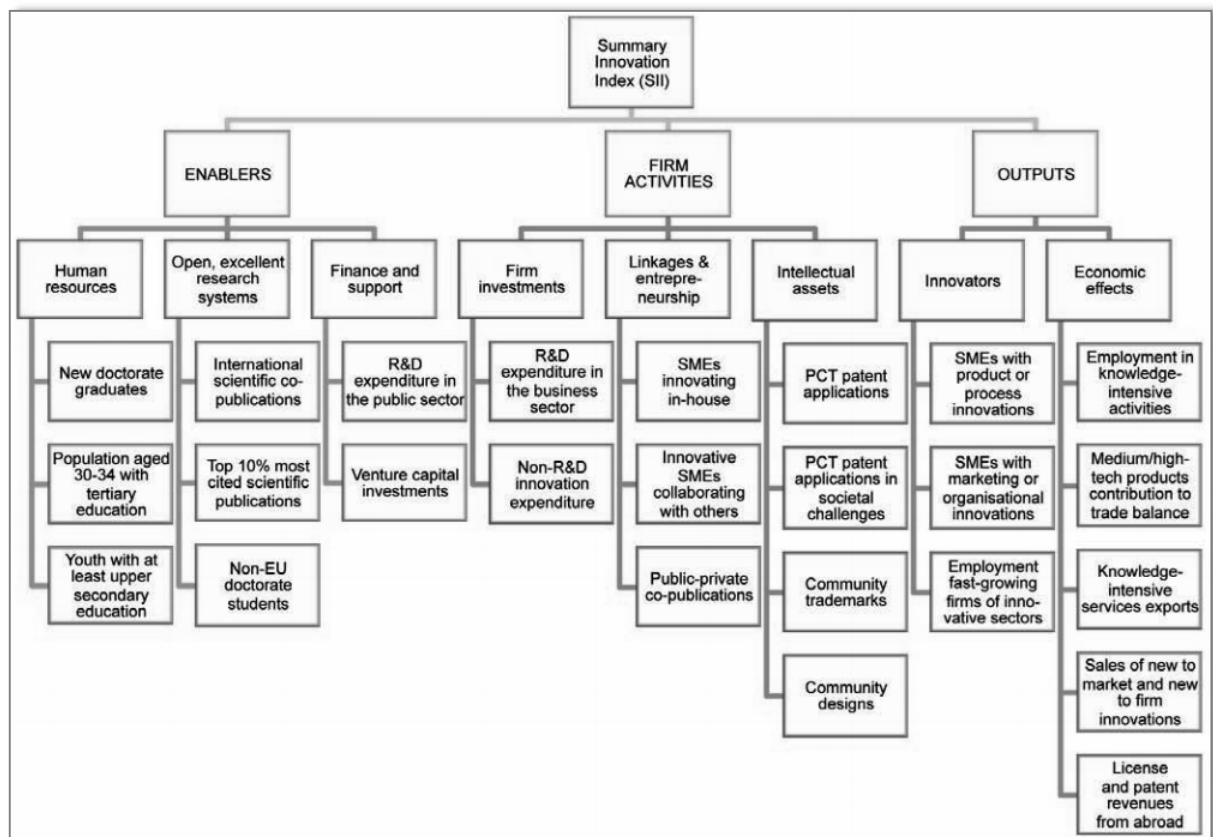 Summary
Innovation
Index (SII)
ENABLERS
FIRM
ACTIVITIES
OUTPUTS
Human
resources
Open, excellent
research
systems
Finance and
support
Firm
investments
Linkages &
entrepre-
neurship
Intellectual
assets
Innovators
Economic
effects
New doctorate
graduates
Population aged
30-34 with
tertiary
education
Youth with at
least upper
secondary
education
International
scientific co-
publications
Top 10% most
cited scientific
publications
Non-EU
doctorate
students
R&D
expenditure in
the public sector
Venture capital
investments
R&D
expenditure in
the business
sector
Non-R&D
innovation
expenditure
SMEs
innovating
in-house
Innovative
SMEs
collaborating
with others
Public-private
co-publications
PCT patent
applications
PCT patent
applications in
societal
challenges
Community
trademarks
Community
designs
SMEs with
product or
process
innovations
SMEs with
marketing or
organisational
innovations
Employment
fast-growing
firms of inno-
vative sectors
Employment in
knowledge-
intensive
activities
Medium/high-
tech products
contribution to
trade balance
Knowledge-
intensive
services exports
Sales of new to
market and new
to firm
innovations
License
and patent
revenues
from abroad